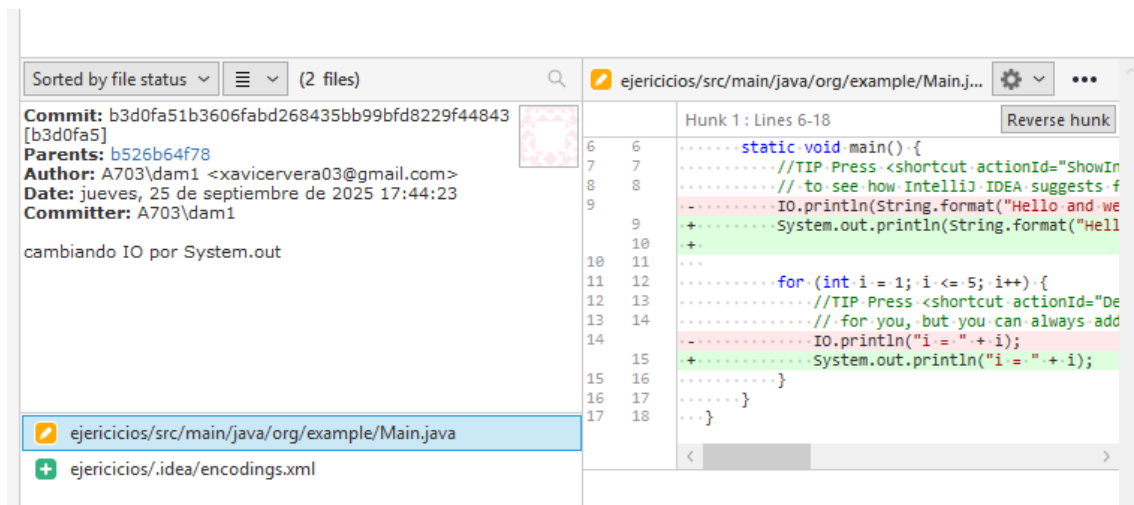 Sorted by file status
(2 files)
Commit: b3d0fa51b3606fabd268435bb99bfd8229f44843
[b3d0fa5]
Parents: b526b64f78
Author: A703\dam1 <xavicervera03@gmail.com>
Date: jueves, 25 de septiembre de 2025 17:44:23
Committer: A703\dam1
cambiando IO por System.out
ejericicios/src/main/java/org/example/Main.java
ejericicios/.idea/encodings.xml
ejericicios/src/main/java/org/example/Main.j...
Hunk 1 : Lines 6-18
Reverse hunk
6 6 static void main() {
7 7 //TIP Press <shortcut actionId="ShowIn
8 8 // to see how IntelliJ IDEA suggests f
9 - IO.println(String.format("Hello and we
9 + System.out.println(String.format("Hell
10 +
10 11
11 12 for (int i = 1; i <= 5; i++) {
12 13 //TIP Press <shortcut actionId="De
13 14 // for you, but you can always add
14 - IO.println("i = " + i);
15 + System.out.println("i = " + i);
15 16 }
16 17 }
17 18 }